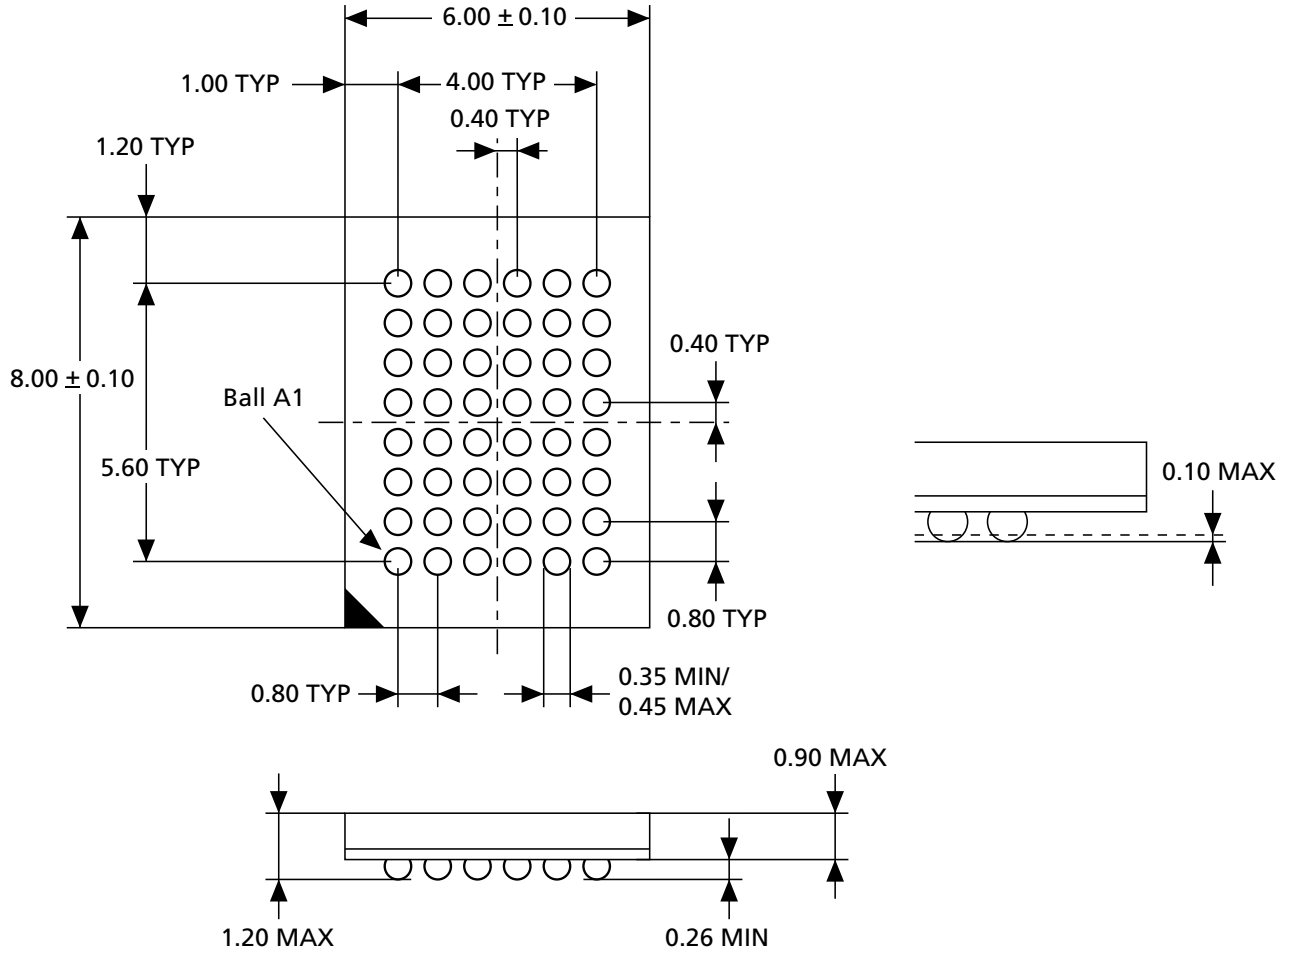 6.00 ± 0.10
1.00 TYP
4.00 TYP
0.40 TYP
1.20 TYP
0.40 TYP
8.00 ± 0.10
Ball A1
5.60 TYP
0.10 MAX
0.80 TYP
0.80 TYP
0.35 MIN/
0.45 MAX
0.90 MAX
1.20 MAX
0.26 MIN